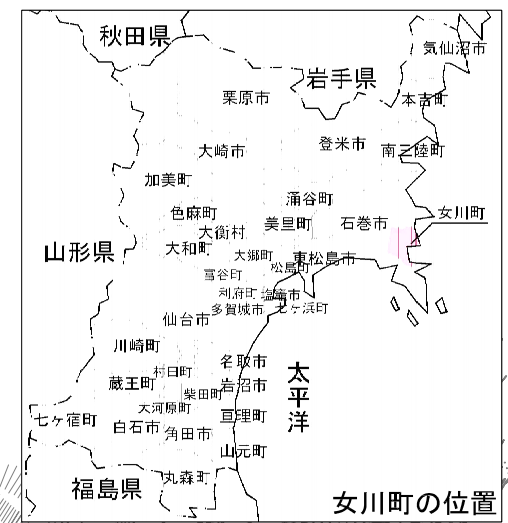 秋田県
気仙沼市
岩手県
栗原市
本吉町
登米市
南三陸町
大崎市
加美町
涌谷町
色麻町
女川町
美里町
石巻市
大衡村
大和町
山形県
大郷町
東松島市
松島町
富谷町
利府町
塩竈市
多賀城市
七ヶ浜町
仙台市
川崎町
名取市
村田町
太平洋
蔵王町
岩沼市
柴田町
大河原町
亘理町
七ヶ宿町
白石市
角田市
山元町
丸森町
福島県
女川町の位置